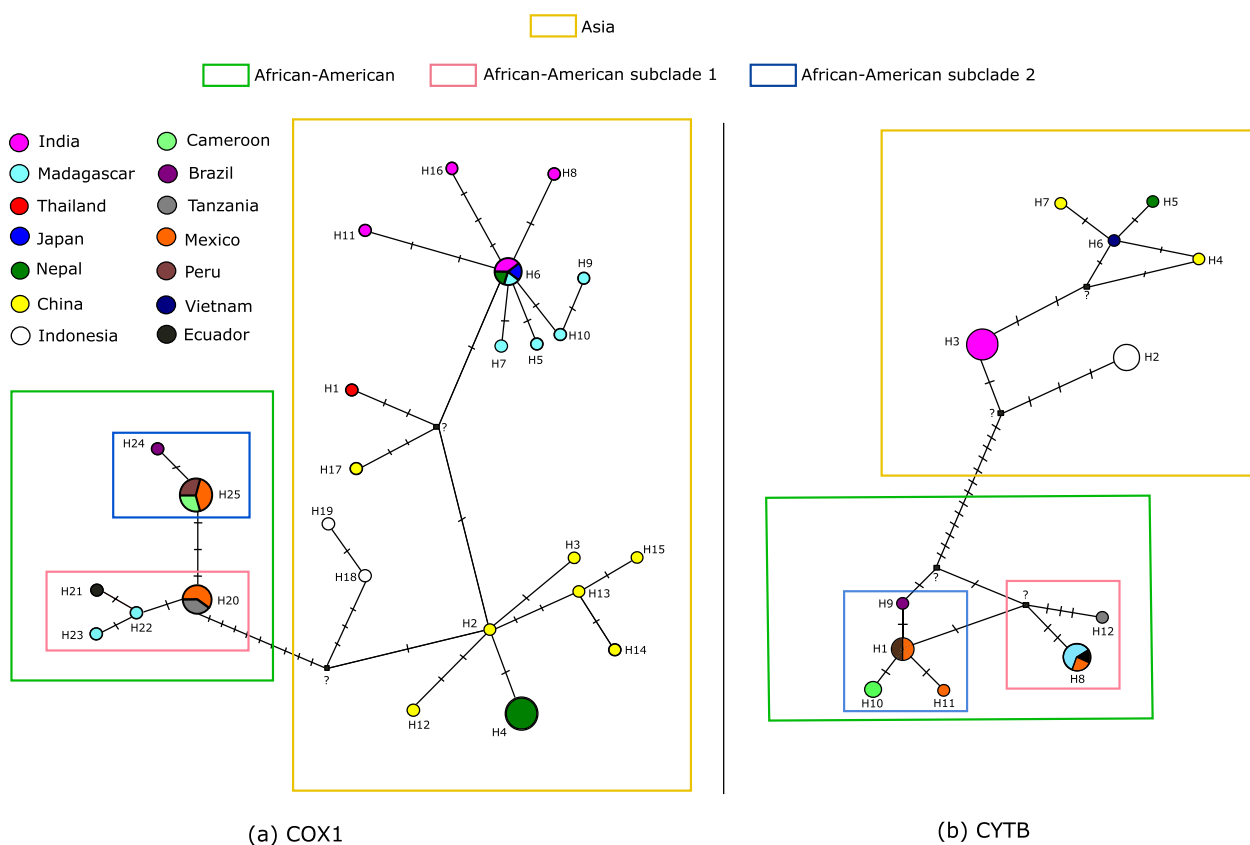 Asia
African-American
African-American subclade 1
African-American subclade 2
India
Cameroon
Madagascar
Brazil
Thailand
Tanzania
Japan
Mexico
Nepal
Peru
China
Vietnam
Indonesia
Ecuador
H16
H8
H11
H6
H9
H10
H7
H5
H1
?
H17
H19
H18
H3
H15
H13
H2
H14
H12
H4
?
H24
H25
H21
H20
H22
H23
(a) COX1
H7
H5
H6
H4
?
H3
H2
?
?
H9
?
H12
H1
H8
H10
H11
(b) CYTB